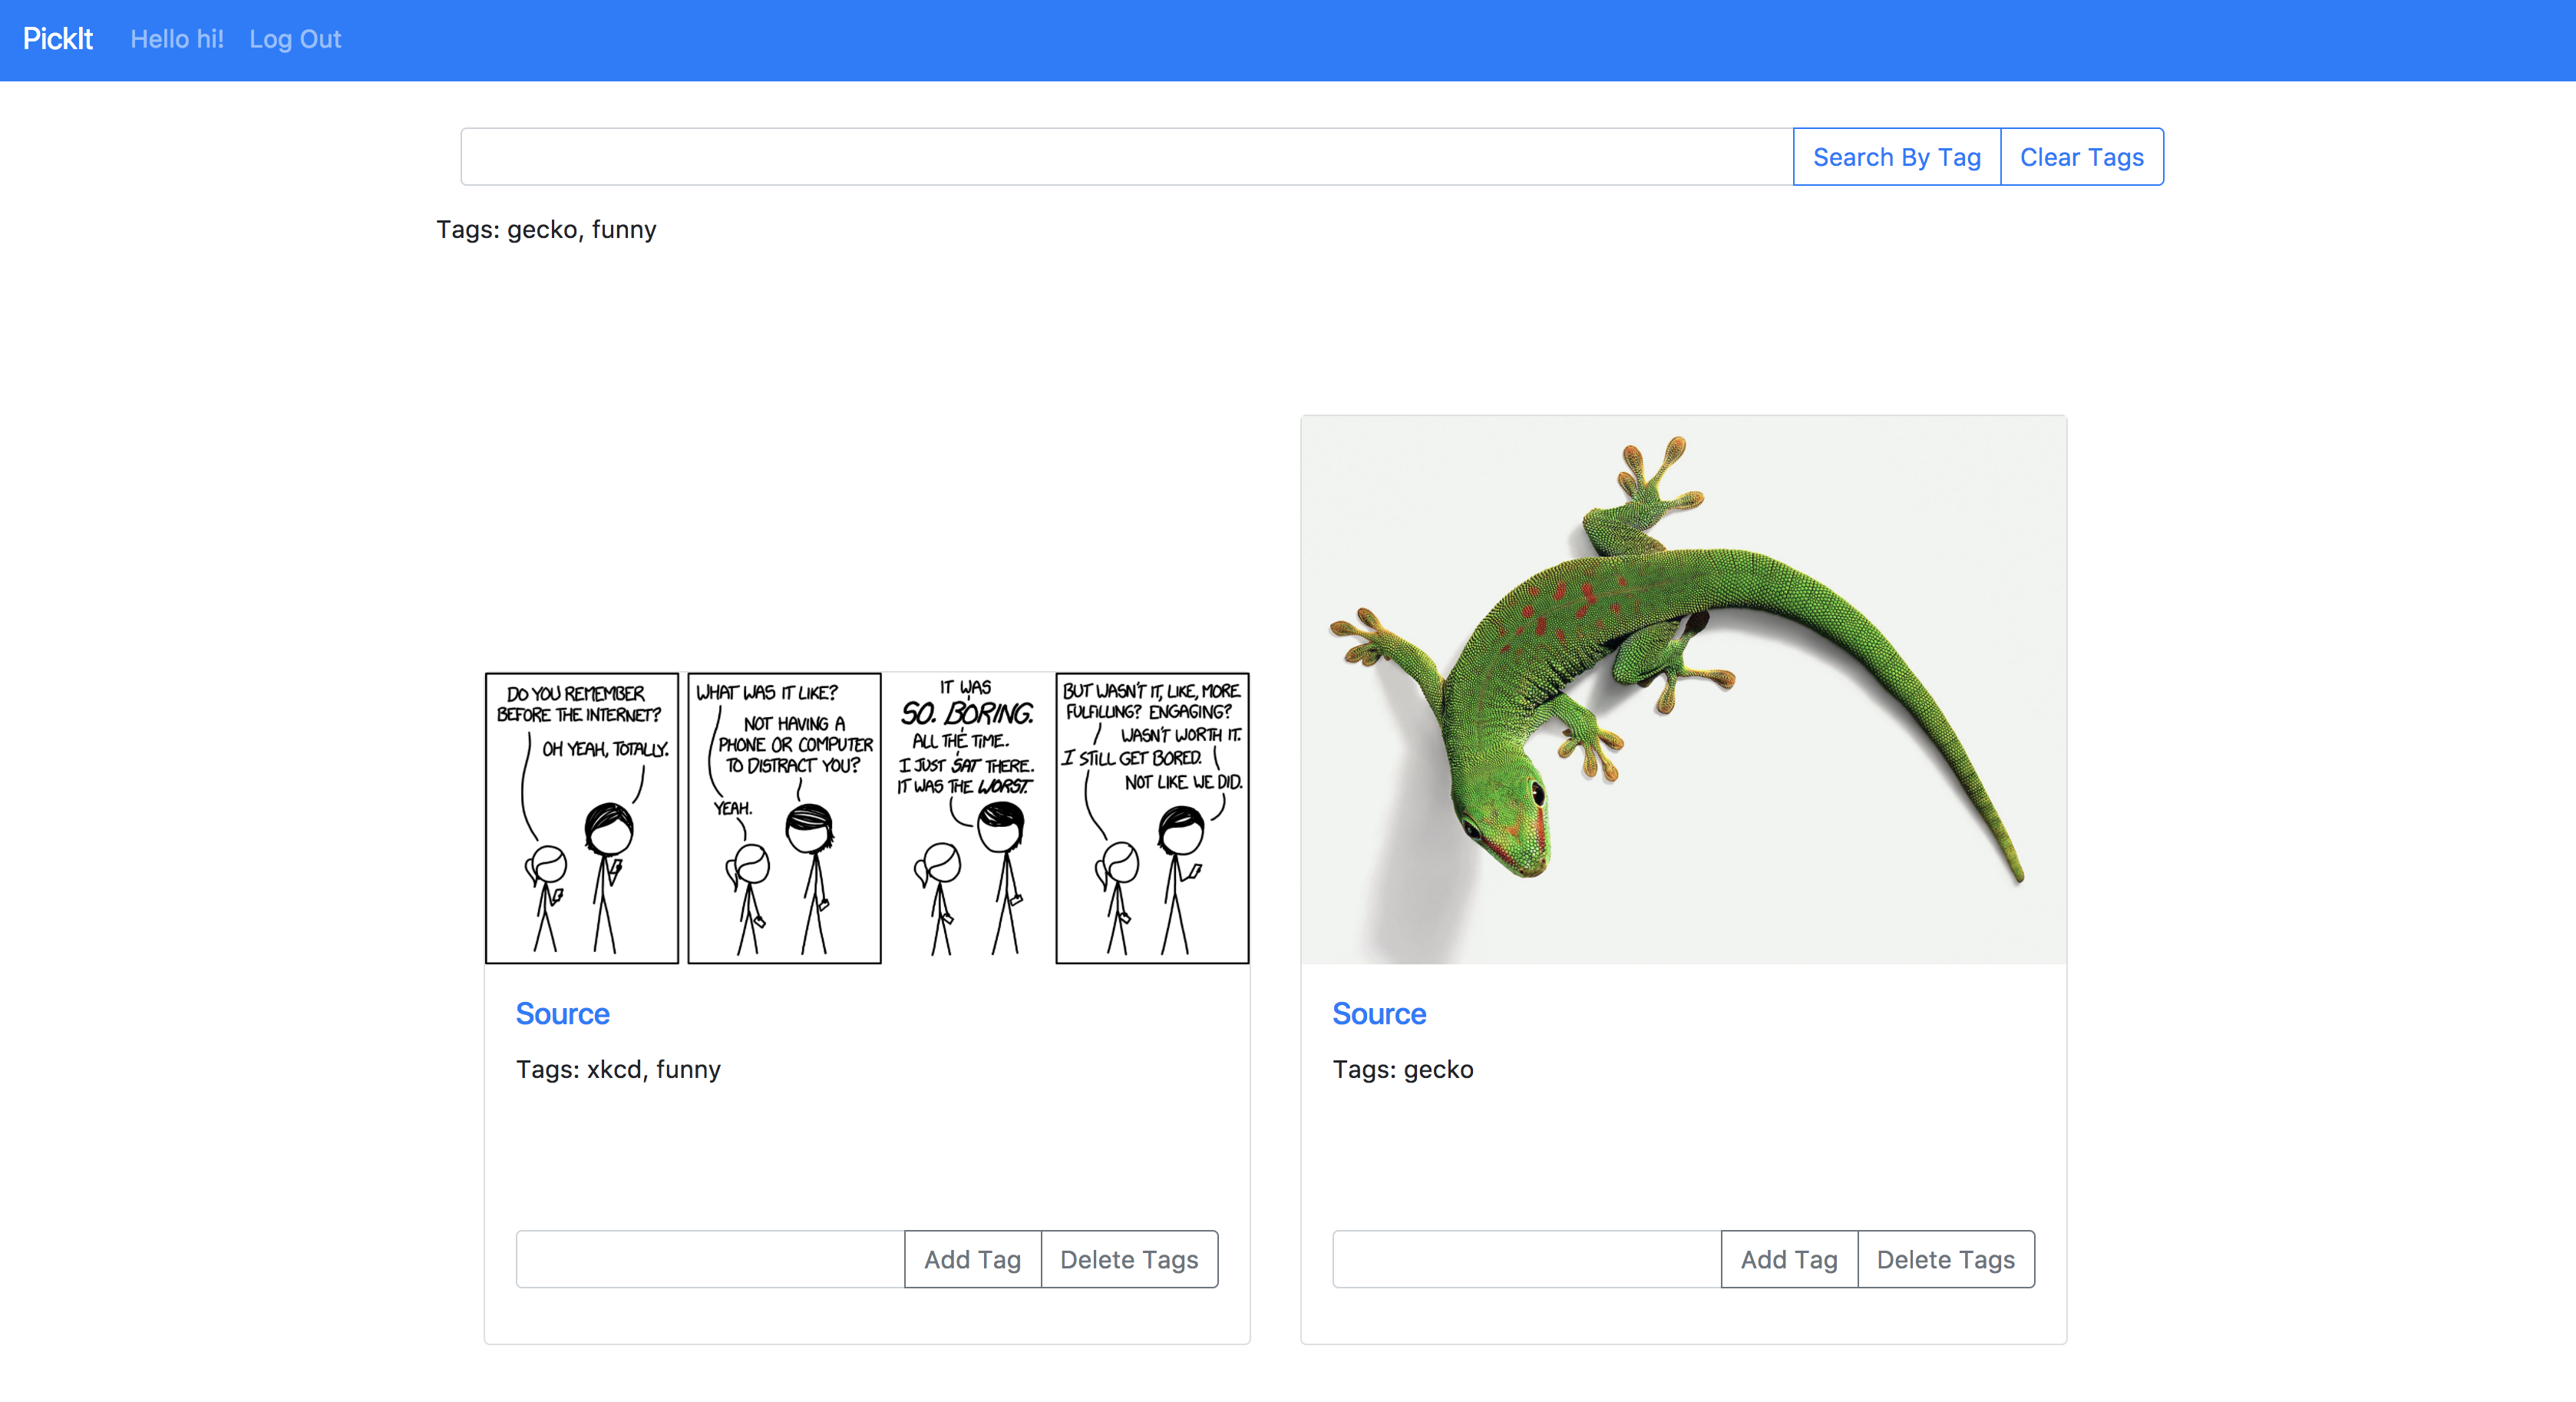 PickIt Hello hi! Log Out
Search By Tag Clear Tags
Tags: gecko, funny
DO YOU REMEMBER
BEFORE THE INTERNET?
OH YEAH, TOTALLY.
WHAT WAS IT LIKE?
NOT HAVING A
PHONE OR COMPUTER
TO DISTRACT YOU?
YEAH.
IT WAS
SO. BORING.
ALL THE TIME.
I JUST SAT THERE.
IT WAS THE WORST.
BUT WASN'T IT, LIKE, MORE
FULFILLING? ENGAGING?
WASN'T WORTH IT.
I STILL GET BORED.
NOT LIKE WE DID.
Source
Tags: xkcd, funny
Add Tag Delete Tags
Source
Tags: gecko
Add Tag Delete Tags